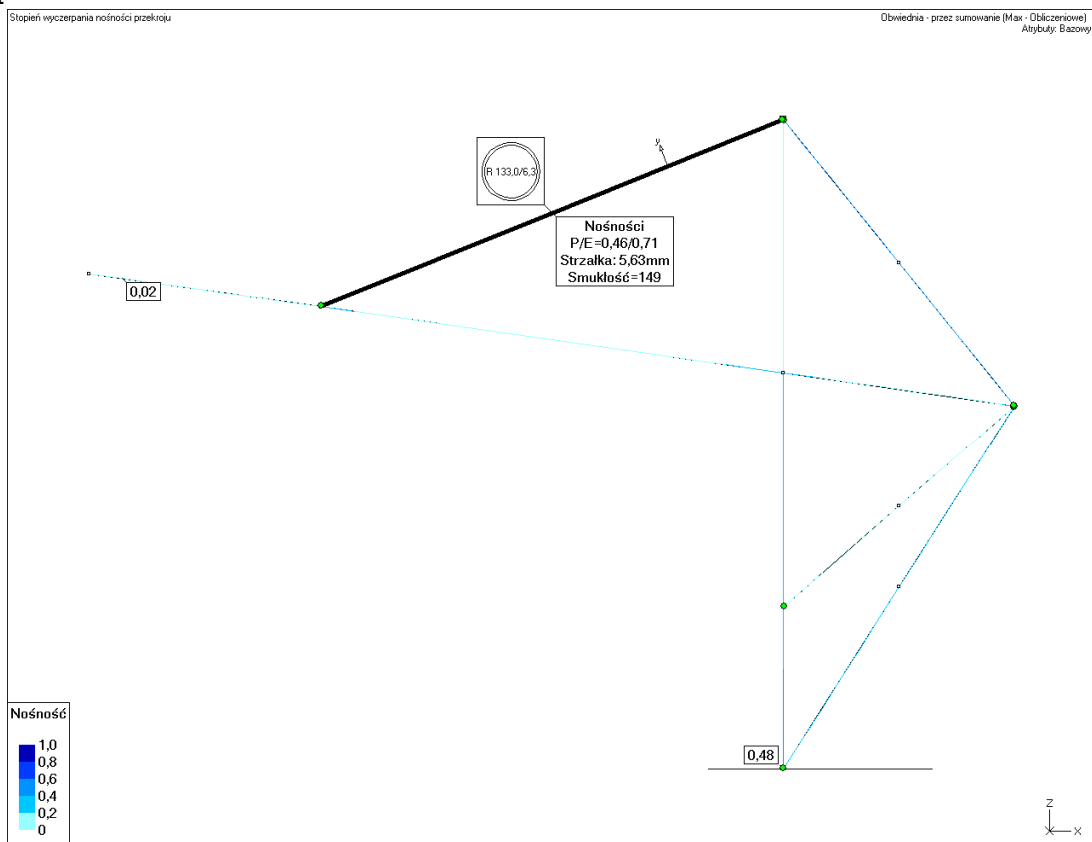 Stopień wyczerpania nośności przekroju
Obwiednia - przez sumowanie (Max - Obliczeniowe)
Atrybuty: Bazowy
y
R 133,0/6,3
Nośności
P/E=0,46/0,71
Strzałka: 5,63mm
Smukłość=149
0,02
0,48
Nośność
1,0
0,8
0,6
0,4
0,2
0
Z
X